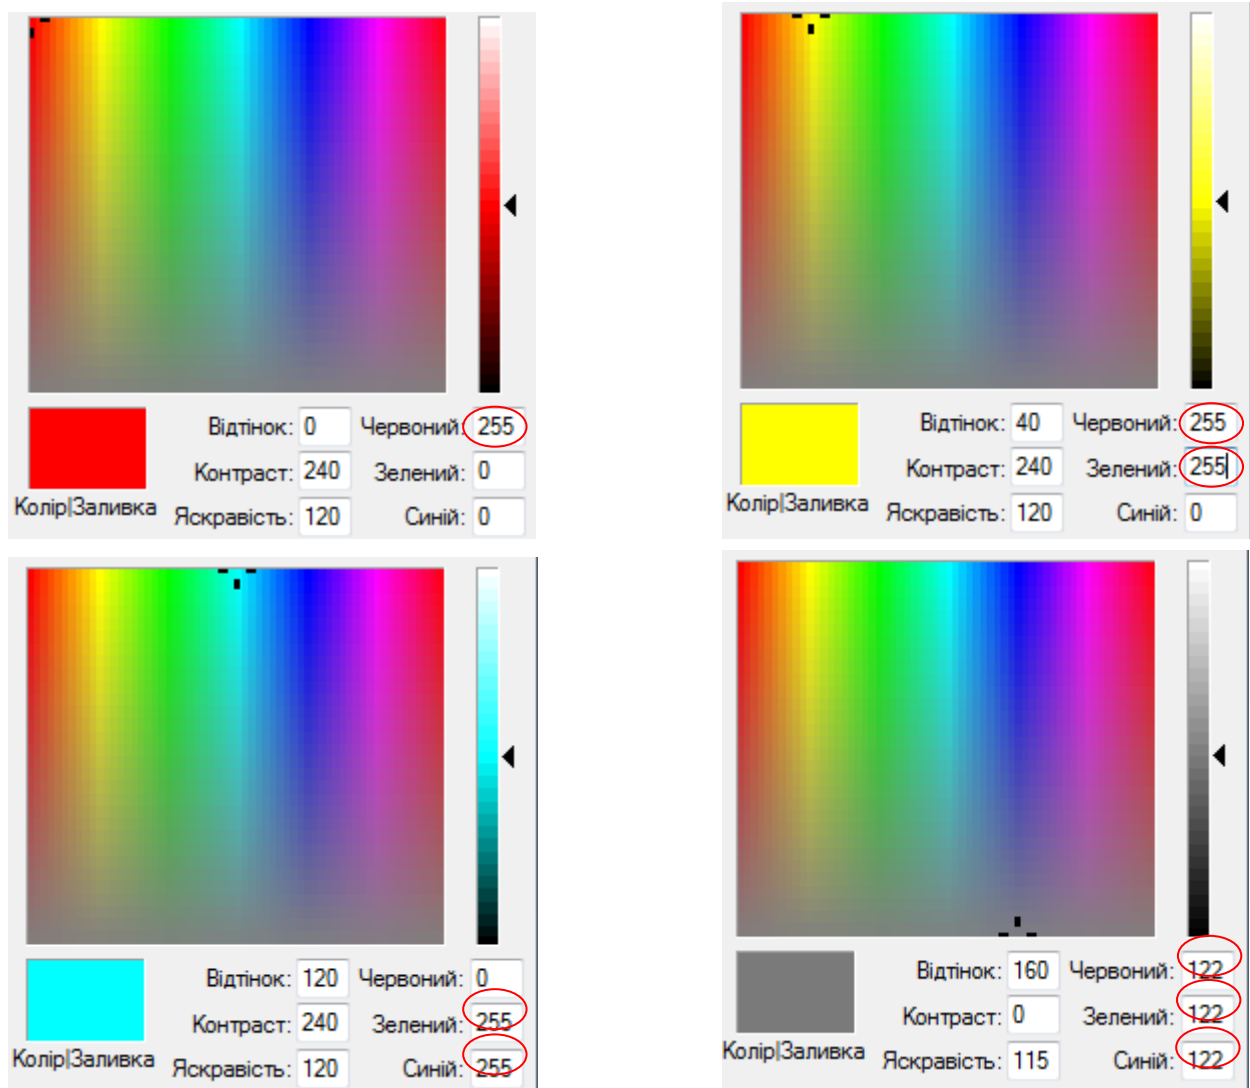 Відтінок: 0 Червоний: 255
Контраст: 240 Зелений: 0
Колір|Заливка
Яскравість: 120 Синій: 0
Відтінок: 40 Червоний: 255
Контраст: 240 Зелений: 255
Колір|Заливка
Яскравість: 120 Синій: 0
Відтінок: 120 Червоний: 0
Контраст: 240 Зелений: 255
Колір|Заливка
Яскравість: 120 Синій: 255
Відтінок: 160 Червоний: 122
Контраст: 0 Зелений: 122
Колір|Заливка
Яскравість: 115 Синій: 122